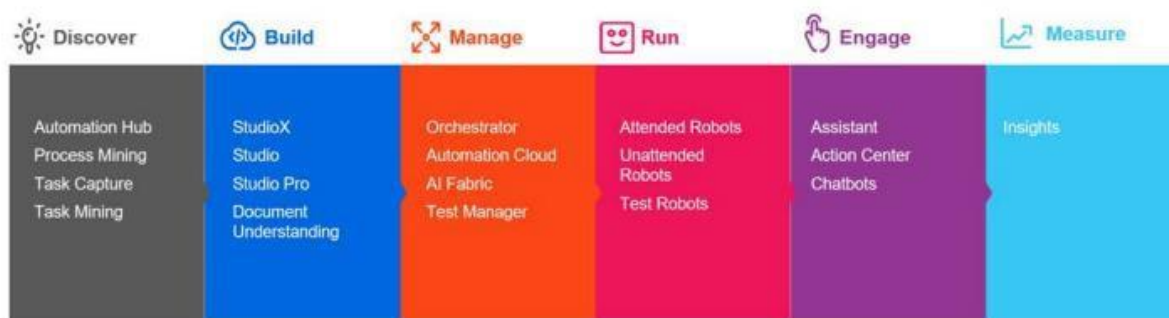 Discover
Build
Manage
Run
Engage
Measure
Automation Hub
Process Mining
Task Capture
Task Mining
StudioX
Studio
Studio Pro
Document
Understanding
Orchestrator
Automation Cloud
AI Fabric
Test Manager
Attended Robots
Unattended
Robots
Test Robots
Assistant
Action Center
Chatbots
Insights